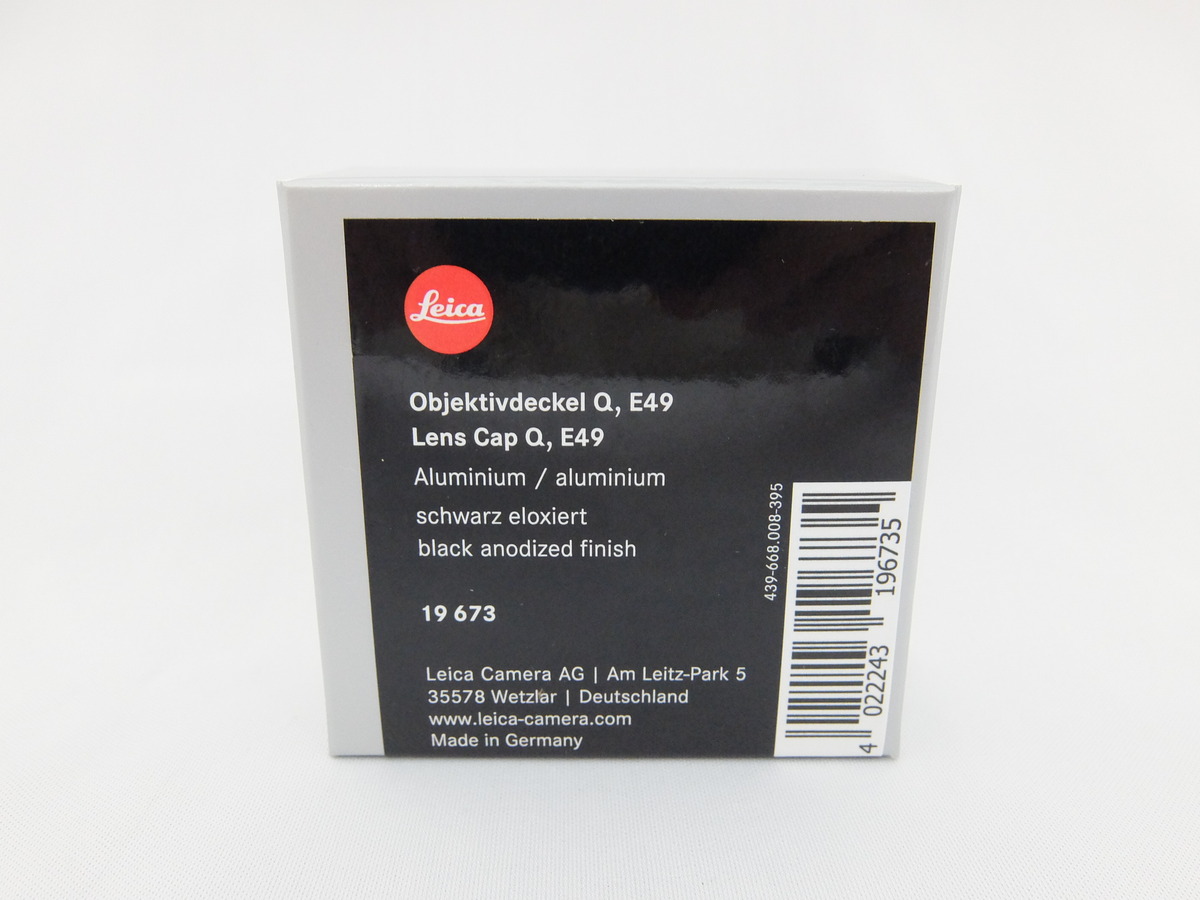 Leica
Objektivdeckel Q, E49
Lens Cap Q, E49
Aluminium / aluminium
schwarz eloxiert
black anodized finish
19 673
Leica Camera AG | Am Leitz-Park 5
35578 Wetzlar | Deutschland
www.leica-camera.com
Made in Germany
439-668.008-395
4 022243 196735